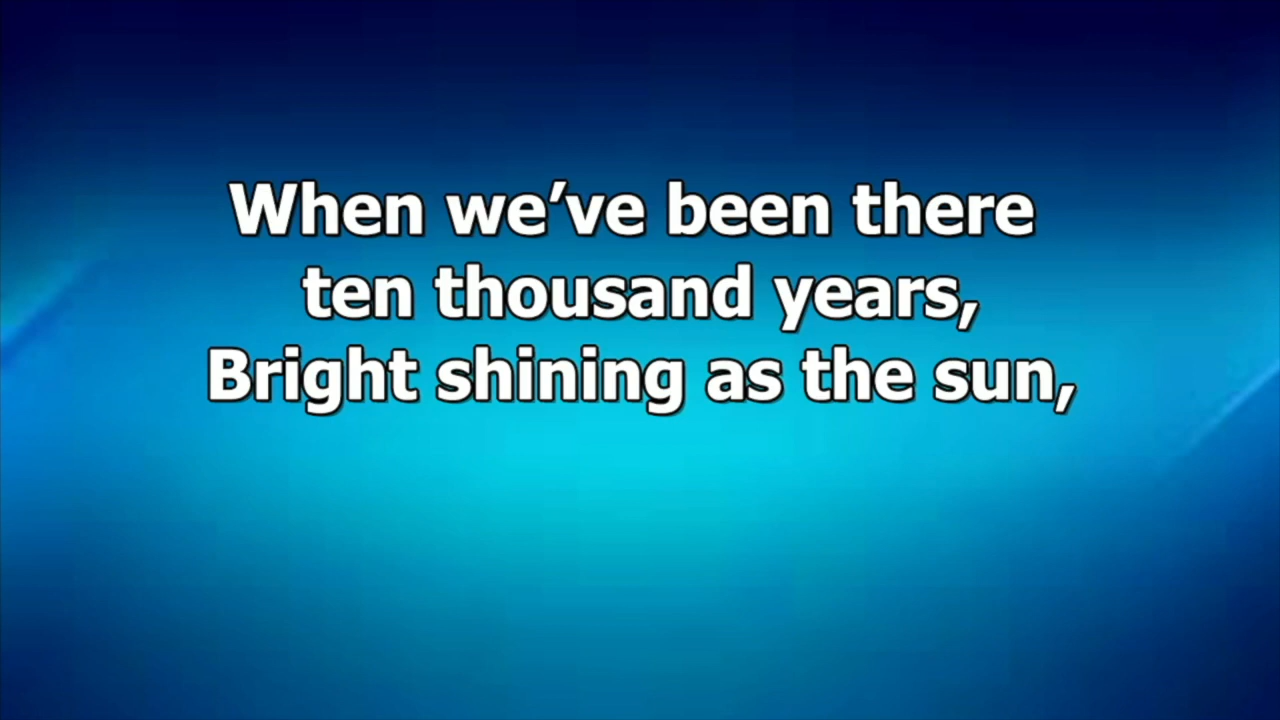 When we’ve been there
ten thousand years,
Bright shining as the sun,